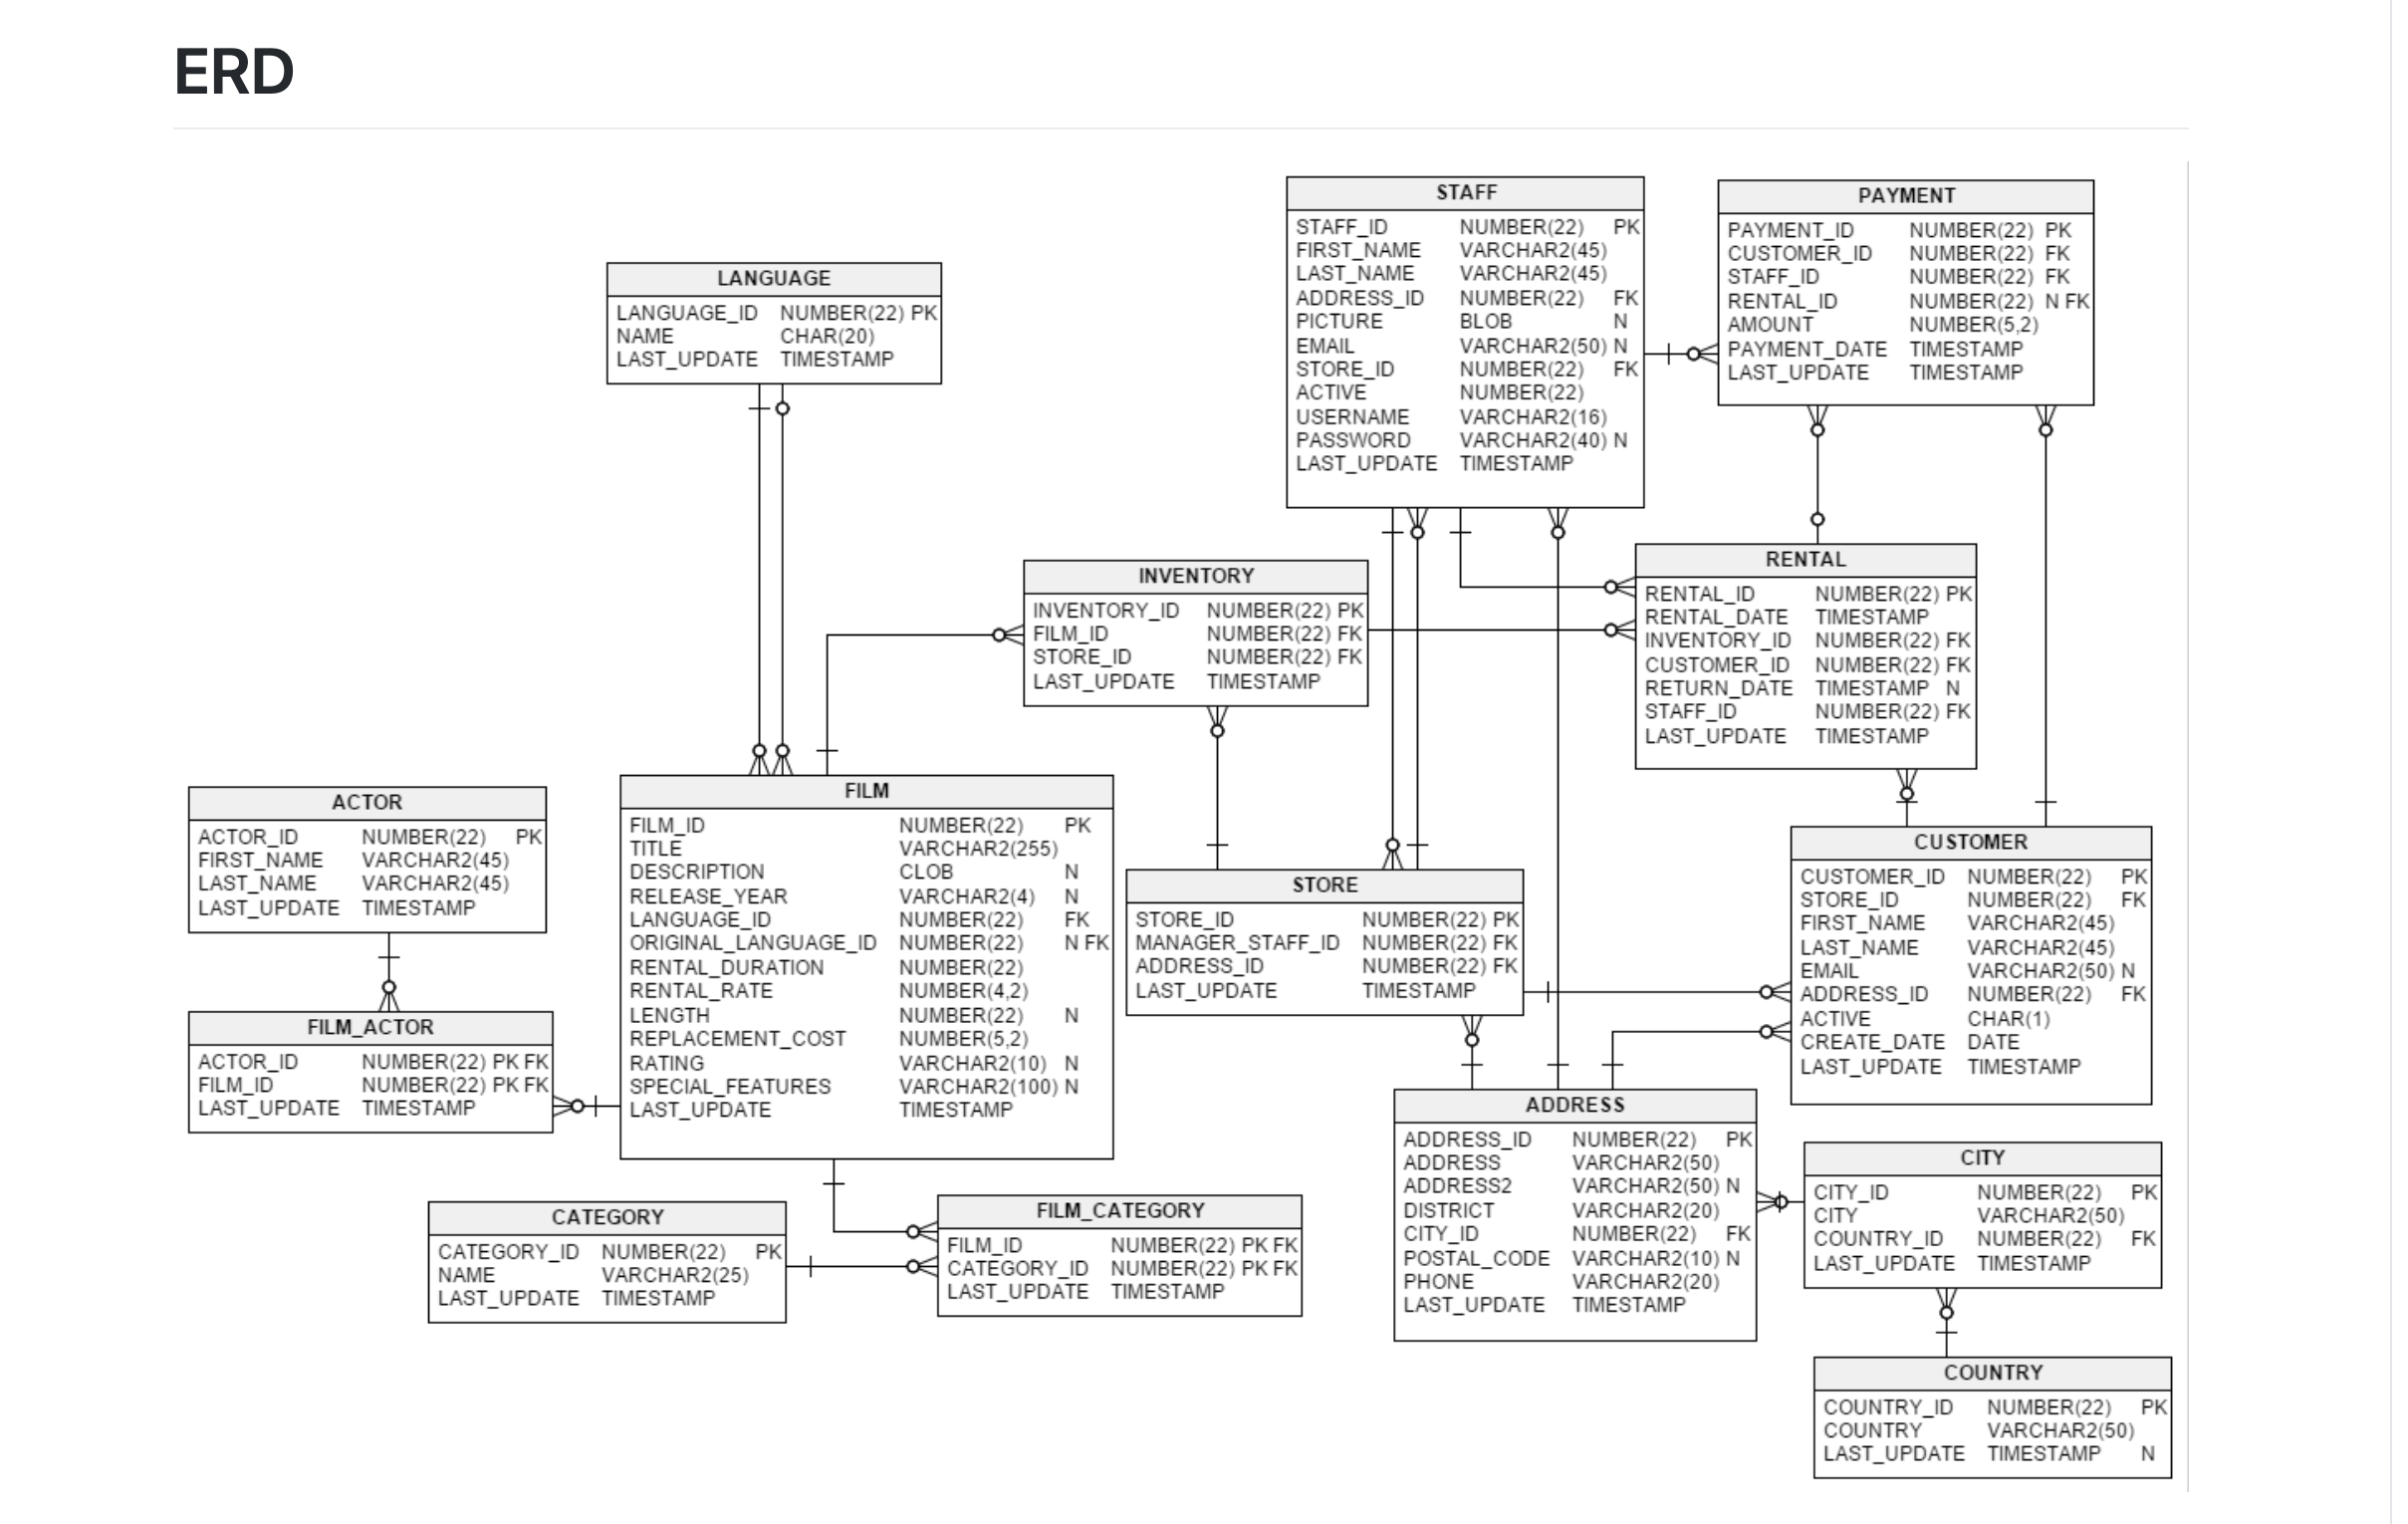 ERD
STAFF
STAFF_ID NUMBER(22) PK
FIRST_NAME VARCHAR2(45)
LAST_NAME VARCHAR2(45)
ADDRESS_ID NUMBER(22) FK
PICTURE BLOB N
EMAIL VARCHAR2(50) N
STORE_ID NUMBER(22) FK
ACTIVE NUMBER(22)
USERNAME VARCHAR2(16)
PASSWORD VARCHAR2(40) N
LAST_UPDATE TIMESTAMP
PAYMENT
PAYMENT_ID NUMBER(22) PK
CUSTOMER_ID NUMBER(22) FK
STAFF_ID NUMBER(22) FK
RENTAL_ID NUMBER(22) N FK
AMOUNT NUMBER(5,2)
PAYMENT_DATE TIMESTAMP
LAST_UPDATE TIMESTAMP
LANGUAGE
LANGUAGE_ID NUMBER(22) PK
NAME CHAR(20)
LAST_UPDATE TIMESTAMP
INVENTORY
INVENTORY_ID NUMBER(22) PK
FILM_ID NUMBER(22) FK
STORE_ID NUMBER(22) FK
LAST_UPDATE TIMESTAMP
RENTAL
RENTAL_ID NUMBER(22) PK
RENTAL_DATE TIMESTAMP
INVENTORY_ID NUMBER(22) FK
CUSTOMER_ID NUMBER(22) FK
RETURN_DATE TIMESTAMP N
STAFF_ID NUMBER(22) FK
LAST_UPDATE TIMESTAMP
ACTOR
ACTOR_ID NUMBER(22) PK
FIRST_NAME VARCHAR2(45)
LAST_NAME VARCHAR2(45)
LAST_UPDATE TIMESTAMP
FILM
FILM_ID NUMBER(22) PK
TITLE VARCHAR2(255)
DESCRIPTION CLOB N
RELEASE_YEAR VARCHAR2(4) N
LANGUAGE_ID NUMBER(22) FK
ORIGINAL_LANGUAGE_ID NUMBER(22) N FK
RENTAL_DURATION NUMBER(22)
RENTAL_RATE NUMBER(4,2)
LENGTH NUMBER(22) N
REPLACEMENT_COST NUMBER(5,2)
RATING VARCHAR2(10) N
SPECIAL_FEATURES VARCHAR2(100) N
LAST_UPDATE TIMESTAMP
STORE
STORE_ID NUMBER(22) PK
MANAGER_STAFF_ID NUMBER(22) FK
ADDRESS_ID NUMBER(22) FK
LAST_UPDATE TIMESTAMP
CUSTOMER
CUSTOMER_ID NUMBER(22) PK
STORE_ID NUMBER(22) FK
FIRST_NAME VARCHAR2(45)
LAST_NAME VARCHAR2(45)
EMAIL VARCHAR2(50) N
ADDRESS_ID NUMBER(22) FK
ACTIVE CHAR(1)
CREATE_DATE DATE
LAST_UPDATE TIMESTAMP
FILM_ACTOR
ACTOR_ID NUMBER(22) PK FK
FILM_ID NUMBER(22) PK FK
LAST_UPDATE TIMESTAMP
ADDRESS
ADDRESS_ID NUMBER(22) PK
ADDRESS VARCHAR2(50)
ADDRESS2 VARCHAR2(50) N
DISTRICT VARCHAR2(20)
CITY_ID NUMBER(22) FK
POSTAL_CODE VARCHAR2(10) N
PHONE VARCHAR2(20)
LAST_UPDATE TIMESTAMP
CITY
CITY_ID NUMBER(22) PK
CITY VARCHAR2(50)
COUNTRY_ID NUMBER(22) FK
LAST_UPDATE TIMESTAMP
CATEGORY
CATEGORY_ID NUMBER(22) PK
NAME VARCHAR2(25)
LAST_UPDATE TIMESTAMP
FILM_CATEGORY
FILM_ID NUMBER(22) PK FK
CATEGORY_ID NUMBER(22) PK FK
LAST_UPDATE TIMESTAMP
COUNTRY
COUNTRY_ID NUMBER(22) PK
COUNTRY VARCHAR2(50)
LAST_UPDATE TIMESTAMP N